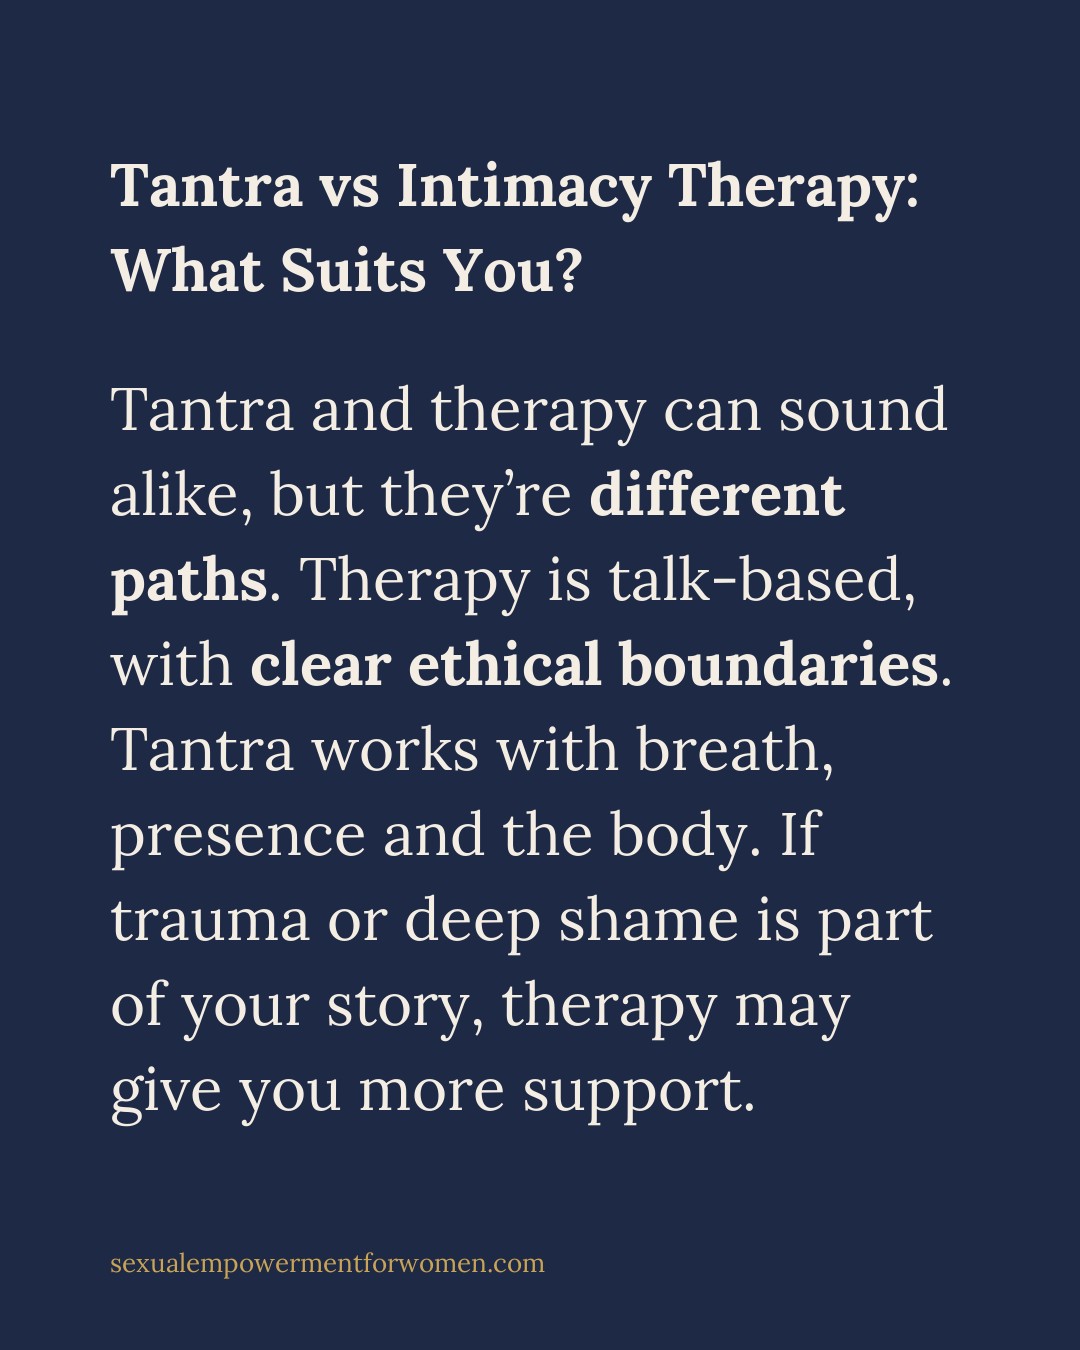 Tantra vs Intimacy Therapy:
What Suits You?
Tantra and therapy can sound
alike, but they’re different
paths. Therapy is talk-based,
with clear ethical boundaries.
Tantra works with breath,
presence and the body. If
trauma or deep shame is part
of your story, therapy may
give you more support.
sexualempowermentforwomen.com